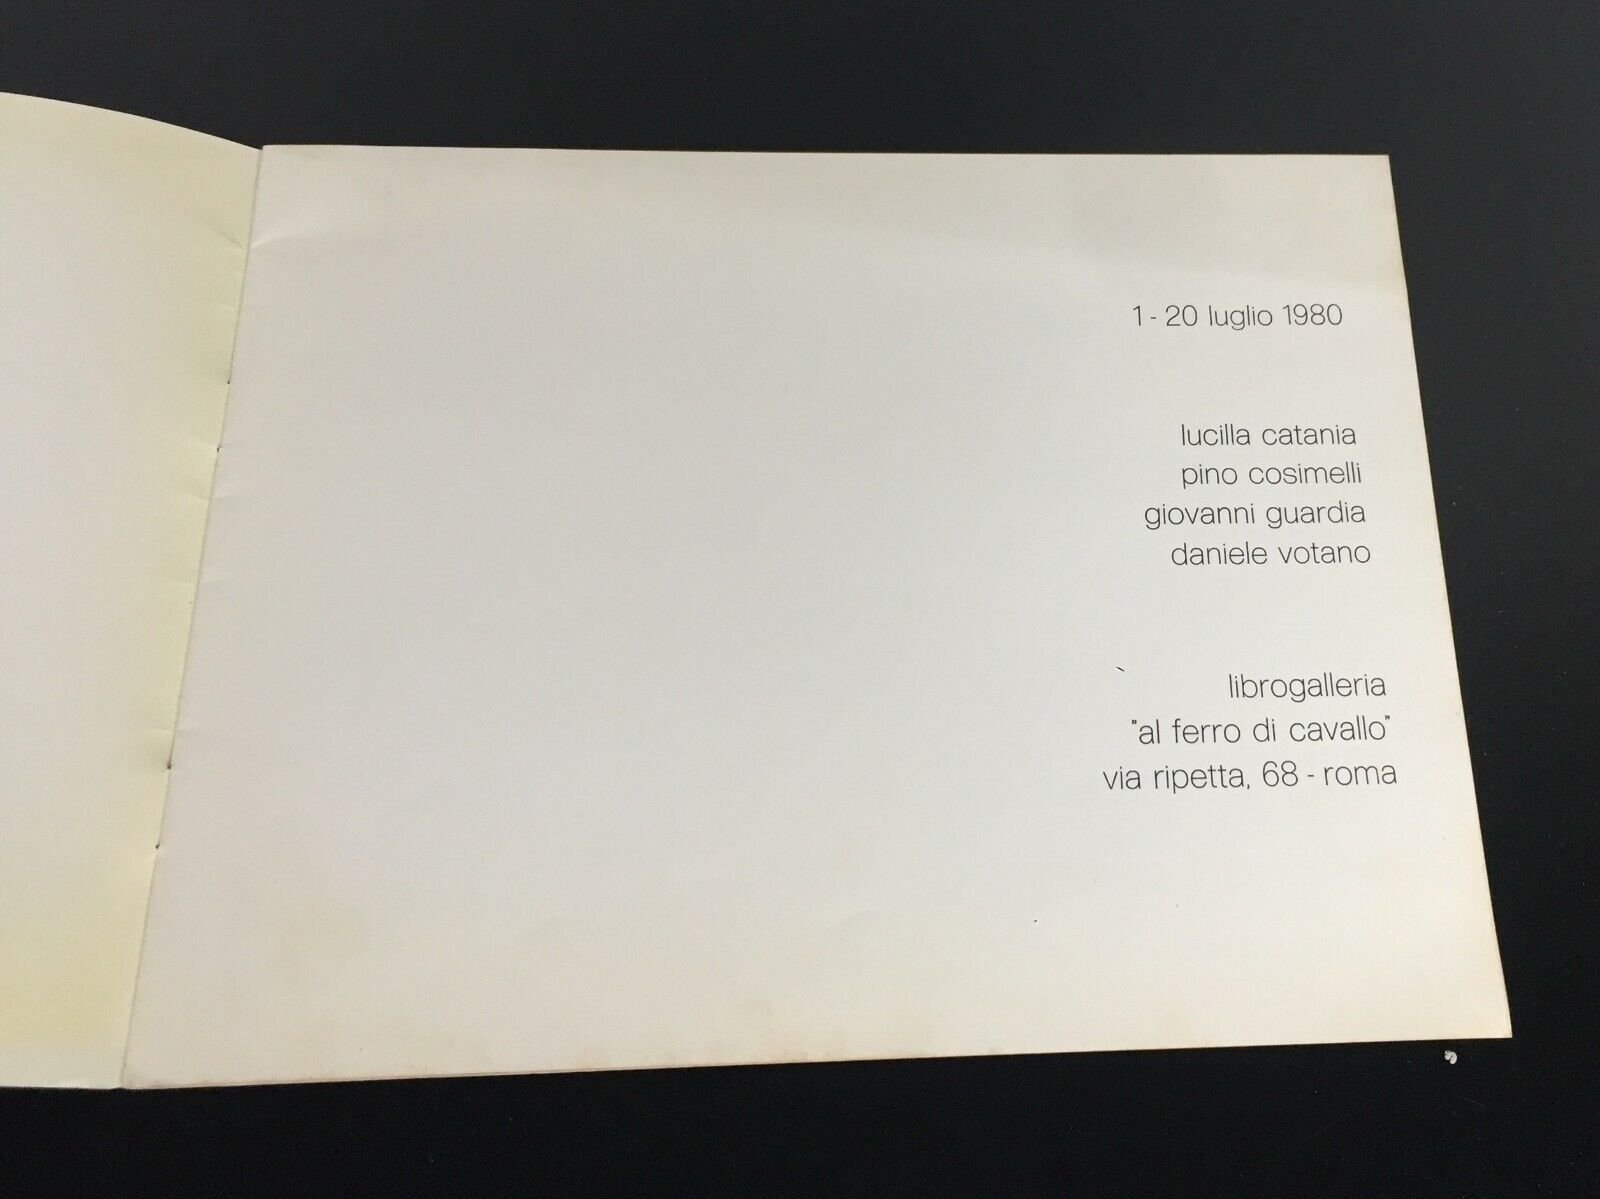 1 - 20 luglio 1980
lucilla catania
pino cosimelli
giovanni guardia
daniele votano
librogalleria
"al ferro di cavallo"
via ripetta, 68 - roma